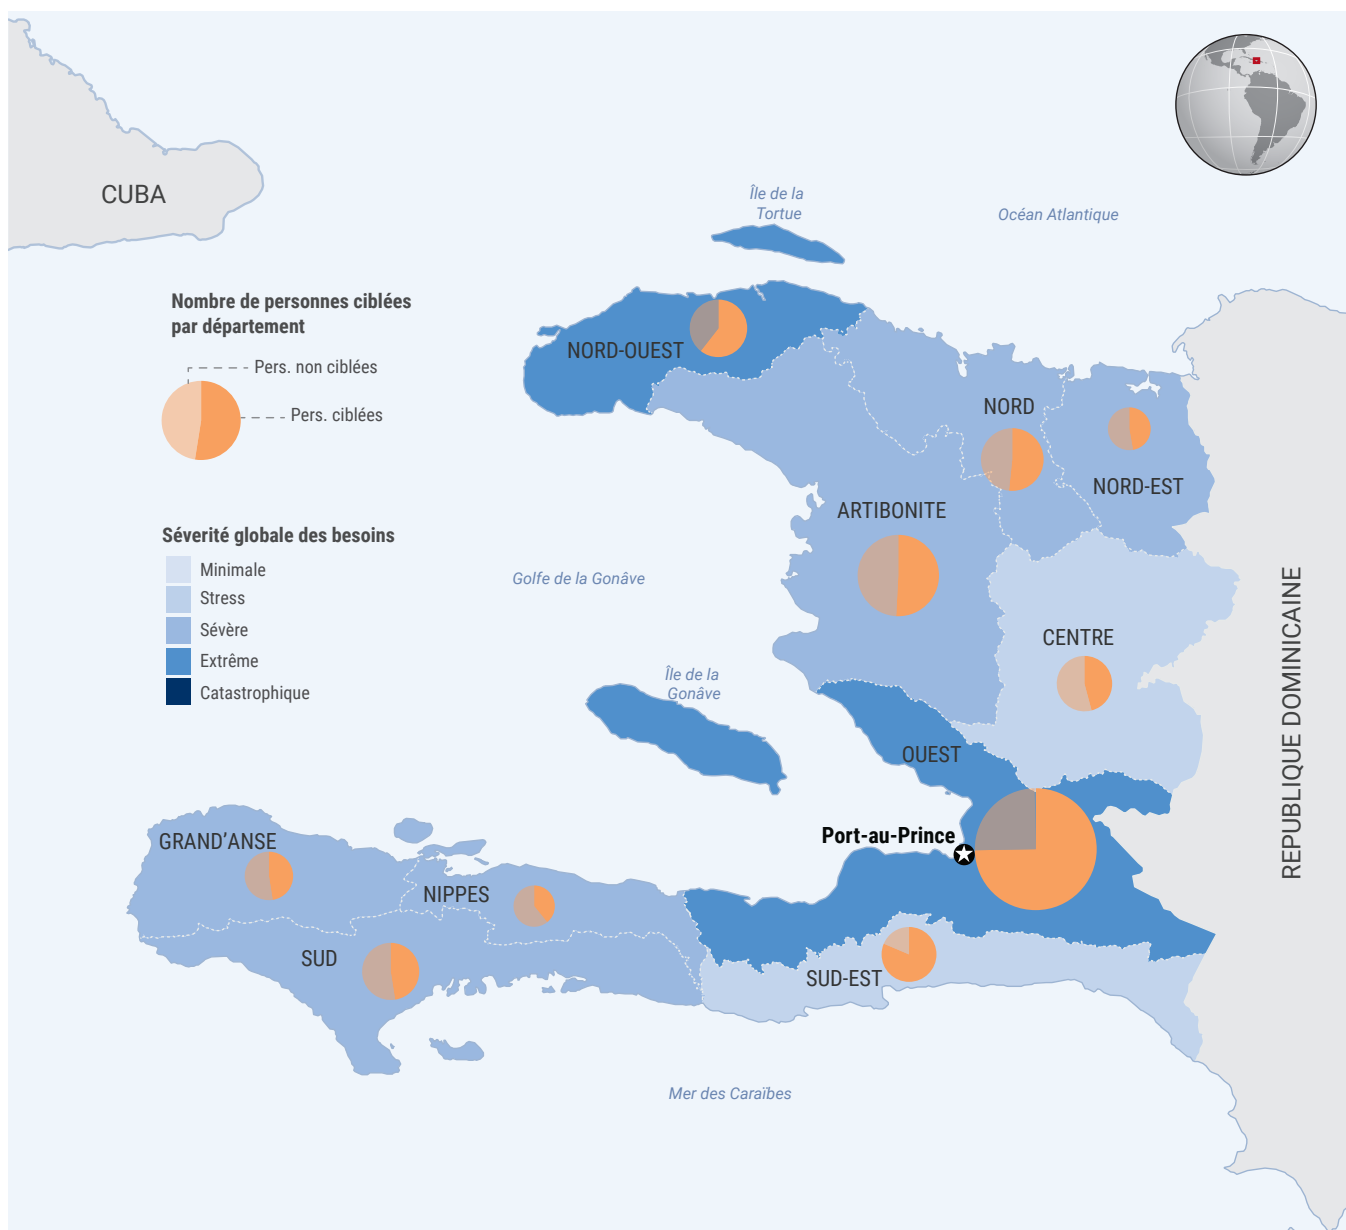 CUBA
Île de la
Tortue
Océan Atlantique
Nombre de personnes ciblées
par département
Pers. non ciblées
Pers. ciblées
NORD-OUEST
NORD
NORD-EST
ARTIBONITE
Séverité globale des besoins
Minimale
Stress
Sévère
Extrême
Catastrophique
Golfe de la Gonâve
CENTRE
REPUBLIQUE DOMINICAINE
Île de la
Gonâve
OUEST
Port-au-Prince
GRAND'ANSE
NIPPES
SUD
SUD-EST
Mer des Caraïbes